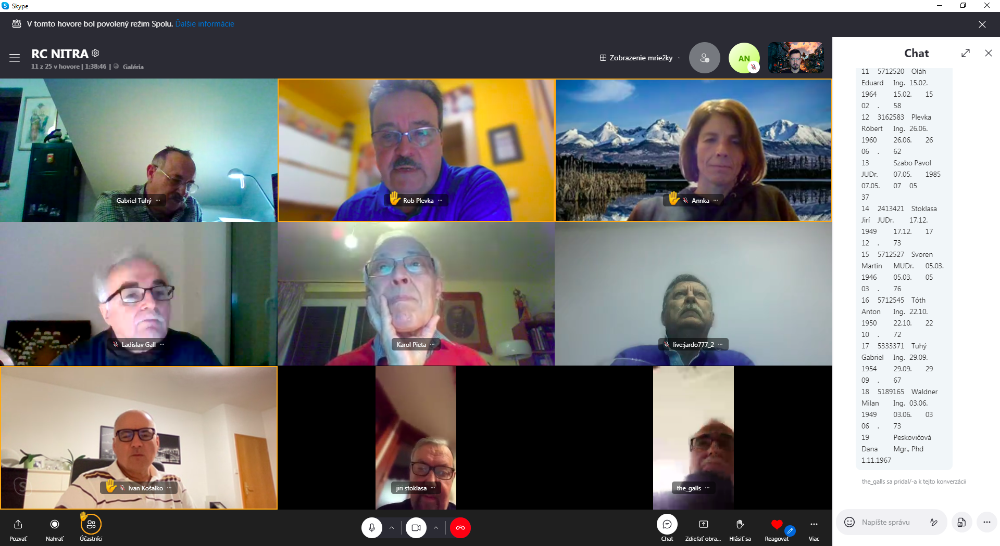 Skype
V tomto hovore bol povolený režim Spolu. Ďalšie informácie
RC NITRA
11 z 25 v hovore | 1:38:46 | Galéria
Zobrazenie mriežky
AN
Gabriel Tuhý ...
Rob Plevka ...
Annka ...
Ladislav Gall ...
Karol Pieta ...
live:jardo777_2 ...
Ivan Košalko ...
jiri stoklasa ...
the_galls ...
Pozvať
Nahrať
Účastníci
Chat
Zdieľať obra...
Hlásiť sa
Reagovať
Viac
Chat
11 5712520 Oláh
Eduard Ing. 15.02.
1964 15.02. 15
02 . 58
12 3162583 Plevka
Róbert Ing. 26.06.
1960 26.06. 26
06 . 62
13 Szabo Pavol
JUDr. 07.05. 1985
07.05. 07 05
37
14 2413421 Stoklasa
Jirí JUDr. 17.12.
1949 17.12. 17
12 . 73
15 5712527 Svoren
Martin MUDr. 05.03.
1946 05.03. 05
03 . 76
16 5712545 Tóth
Anton Ing. 22.10.
1950 22.10. 22
10 . 72
17 5333371 Tuhý
Gabriel Ing. 29.09.
1954 29.09. 29
09 . 67
18 5189165 Waldner
Milan Ing. 03.06.
1949 03.06. 03
06 . 73
19 Peskovičová
Dana Mgr., Phd
1.11.1967
the_galls sa pridal/-a k tejto konverzácii
Napíšte správu